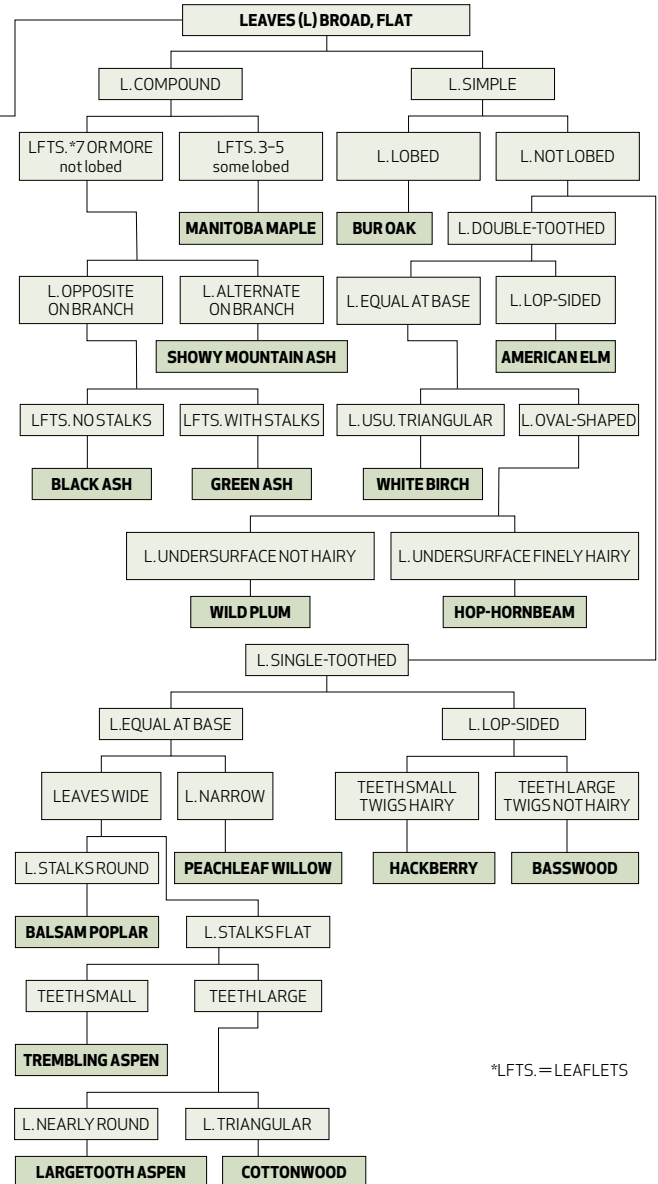 LEAVES (L) BROAD, FLAT
L. COMPOUND
L. SIMPLE
LFTS.*7 OR MORE
not lobed
LFTS. 3–5
some lobed
L. LOBED
L. NOT LOBED
MANITOBA MAPLE
BUR OAK
L. DOUBLE-TOOTHED
L. OPPOSITE
ON BRANCH
L. ALTERNATE
ON BRANCH
L. EQUAL AT BASE
L. LOP-SIDED
SHOWY MOUNTAIN ASH
AMERICAN ELM
LFTS. NO STALKS
LFTS. WITH STALKS
L. USU. TRIANGULAR
L. OVAL-SHAPED
BLACK ASH
GREEN ASH
WHITE BIRCH
L. UNDERSURFACE NOT HAIRY
L. UNDERSURFACE FINELY HAIRY
WILD PLUM
HOP-HORNBEAM
L. SINGLE-TOOTHED
L. EQUAL AT BASE
L. LOP-SIDED
LEAVES WIDE
L. NARROW
TEETH SMALL
TWIGS HAIRY
TEETH LARGE
TWIGS NOT HAIRY
L. STALKS ROUND
PEACHLEAF WILLOW
HACKBERRY
BASSWOOD
BALSAM POPLAR
L. STALKS FLAT
TEETH SMALL
TEETH LARGE
TREMBLING ASPEN
*LFTS. = LEAFLETS
L. NEARLY ROUND
L. TRIANGULAR
LARGETOOTH ASPEN
COTTONWOOD